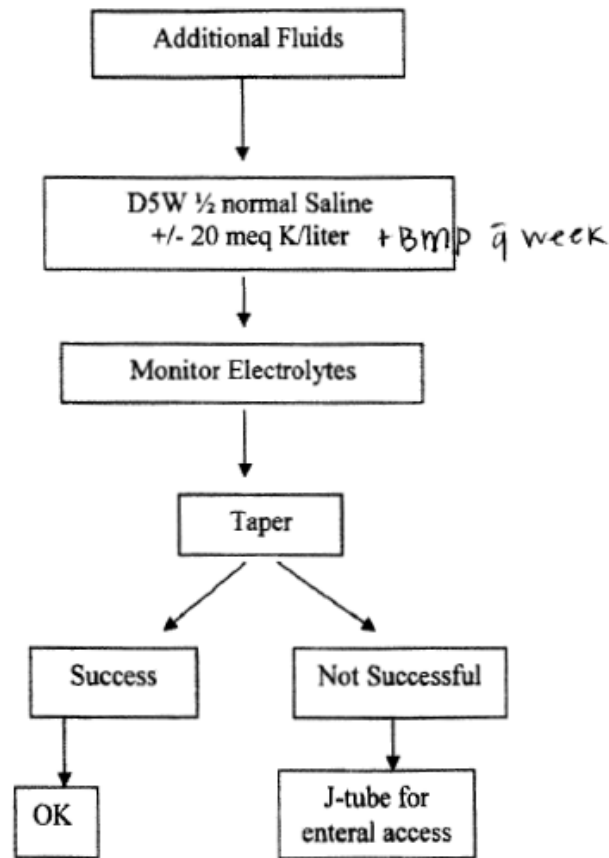 Additional Fluids
D5W ½ normal Saline
+/- 20 meq K/liter + BMP q̄ week
Monitor Electrolytes
Taper
Success
Not Successful
OK
J-tube for
enteral access